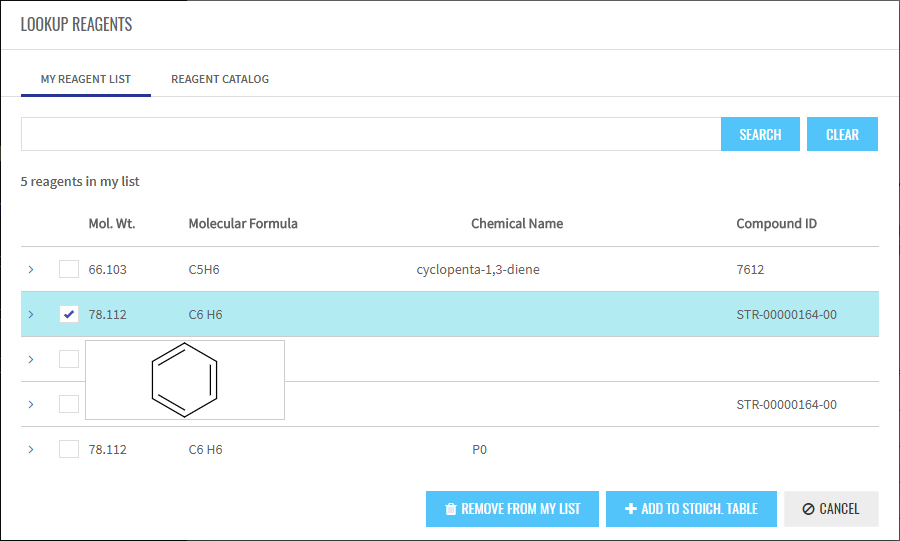 LOOKUP REAGENTS
MY REAGENT LIST REAGENT CATALOG
SEARCH CLEAR
5 reagents in my list
Mol. Wt. Molecular Formula Chemical Name Compound ID
66.103 C5H6 cyclopenta-1,3-diene 7612
78.112 C6 H6 STR-00000164-00
STR-00000164-00
78.112 C6 H6 P0
REMOVE FROM MY LIST ADD TO STOICH. TABLE CANCEL